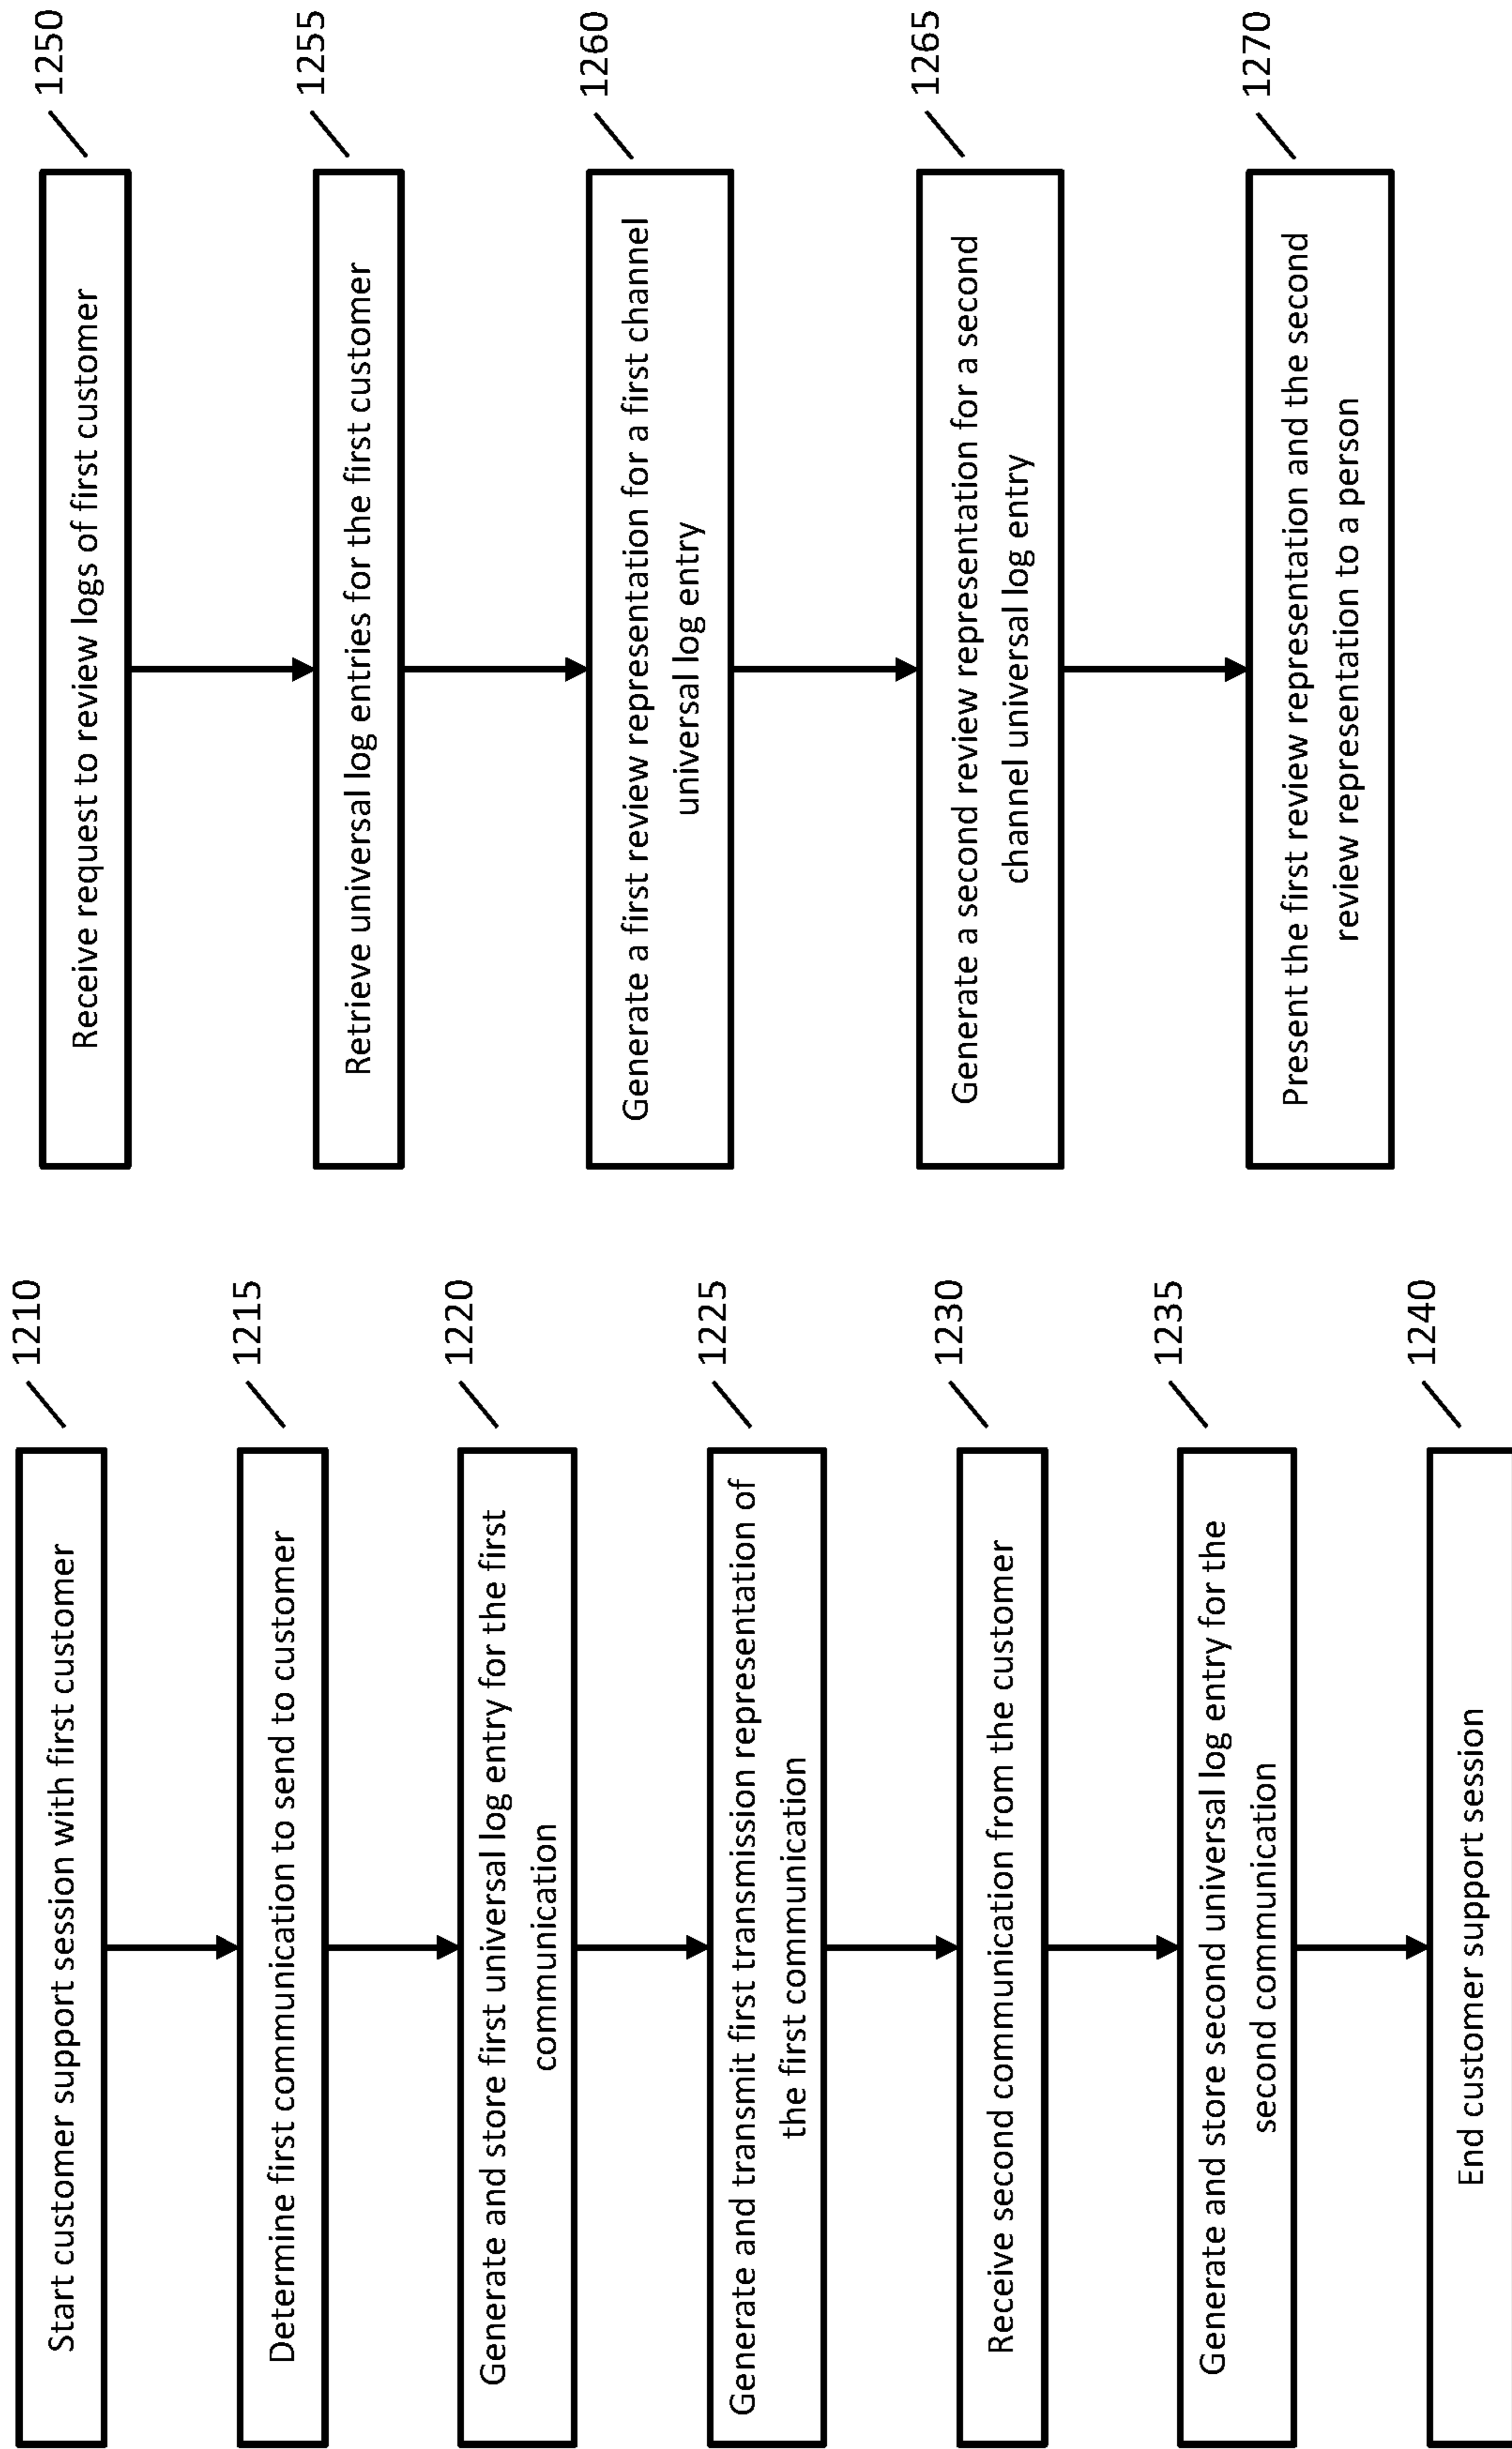 1210
Start customer support session with first customer
1215
Determine first communication to send to customer
1220
Generate and store first universal log entry for the first
communication
1225
Generate and transmit first transmission representation of
the first communication
1230
Receive second communication from the customer
1235
Generate and store second universal log entry for the
second communication
1240
End customer support session
1250
Receive request to review logs of first customer
1255
Retrieve universal log entries for the first customer
1260
Generate a first review representation for a first channel
universal log entry
1265
Generate a second review representation for a second
channel universal log entry
1270
Present the first review representation and the second
review representation to a person